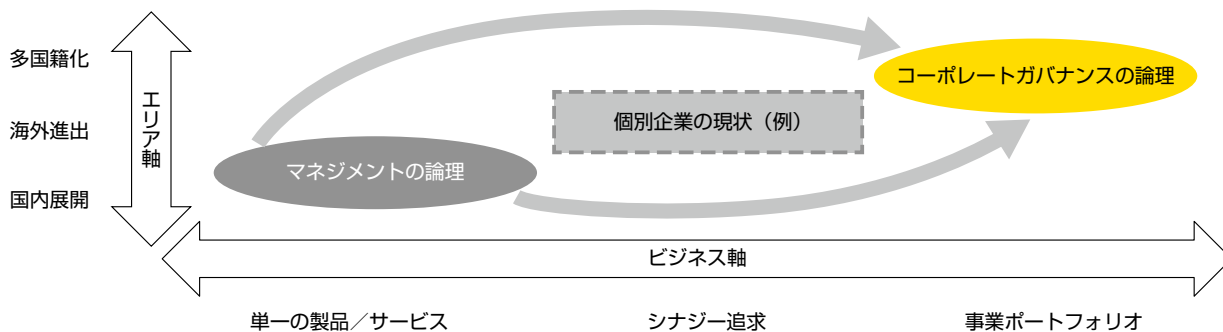 多国籍化
海外進出
国内展開
エリア軸
コーポレートガバナンスの論理
個別企業の現状（例）
マネジメントの論理
ビジネス軸
単一の製品／サービス
シナジー追求
事業ポートフォリオ